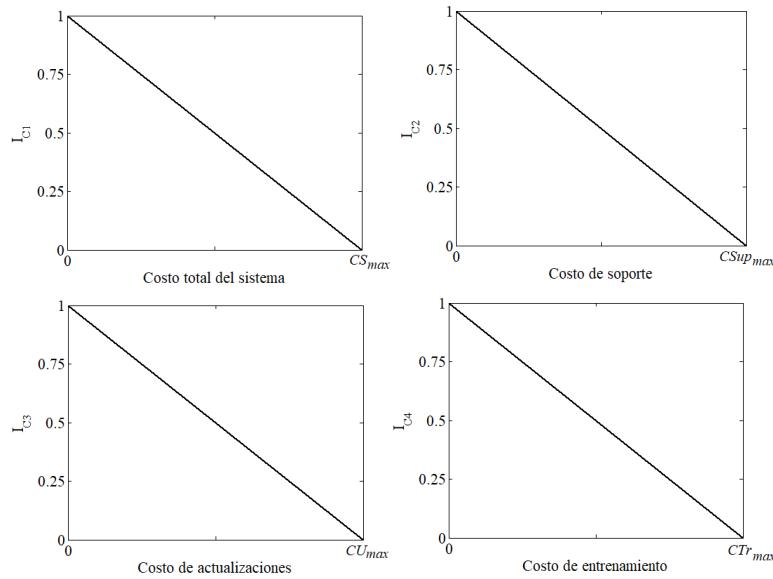 1
0.75
I_C1
0.5
0.25
0
0
CS_max
Costo total del sistema
1
0.75
I_C2
0.5
0.25
0
0
CSup_max
Costo de soporte
1
0.75
I_C3
0.5
0.25
0
0
CU_max
Costo de actualizaciones
1
0.75
I_C4
0.5
0.25
0
0
CTr_max
Costo de entrenamiento